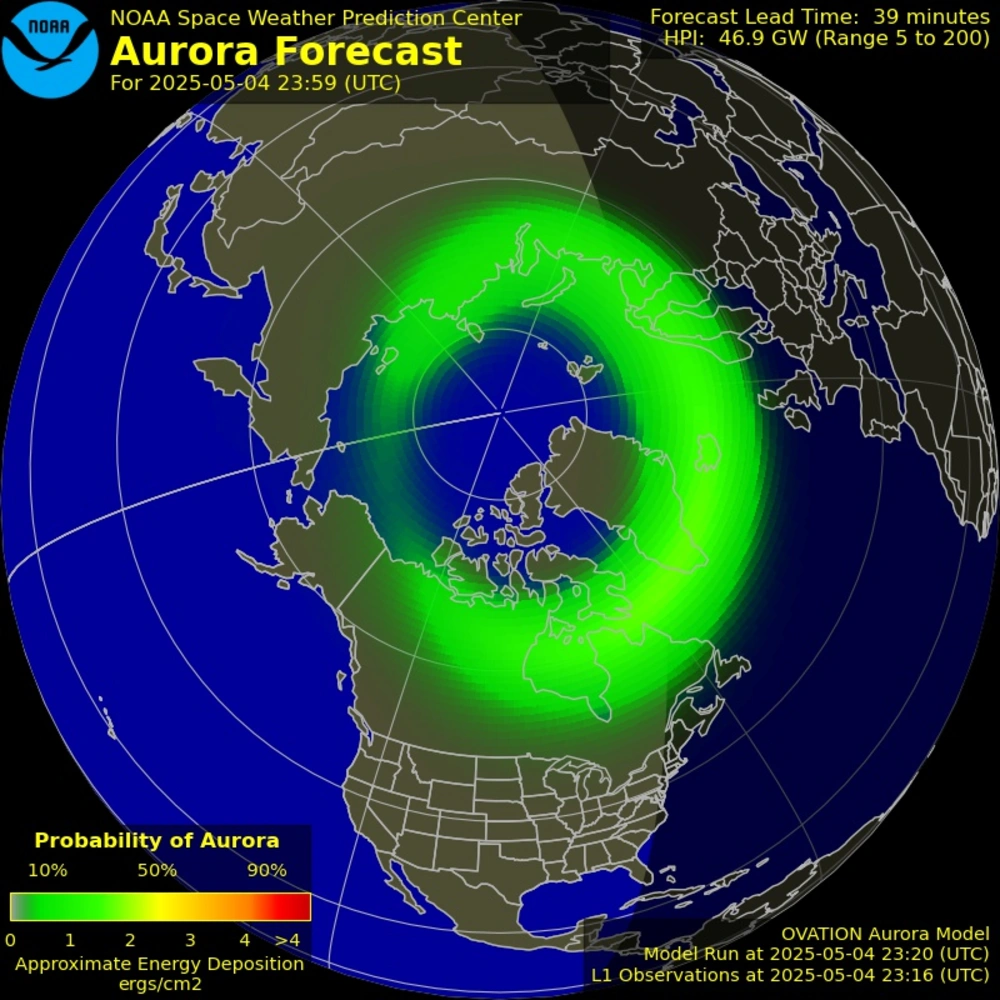 NOAA
NOAA Space Weather Prediction Center
Aurora Forecast
For 2025-05-04 23:59 (UTC)
Forecast Lead Time: 39 minutes
HPI: 46.9 GW (Range 5 to 200)
Probability of Aurora
10% 50% 90%
0 1 2 3 4 >4
Approximate Energy Deposition
ergs/cm2
OVATION Aurora Model
Model Run at 2025-05-04 23:20 (UTC)
L1 Observations at 2025-05-04 23:16 (UTC)